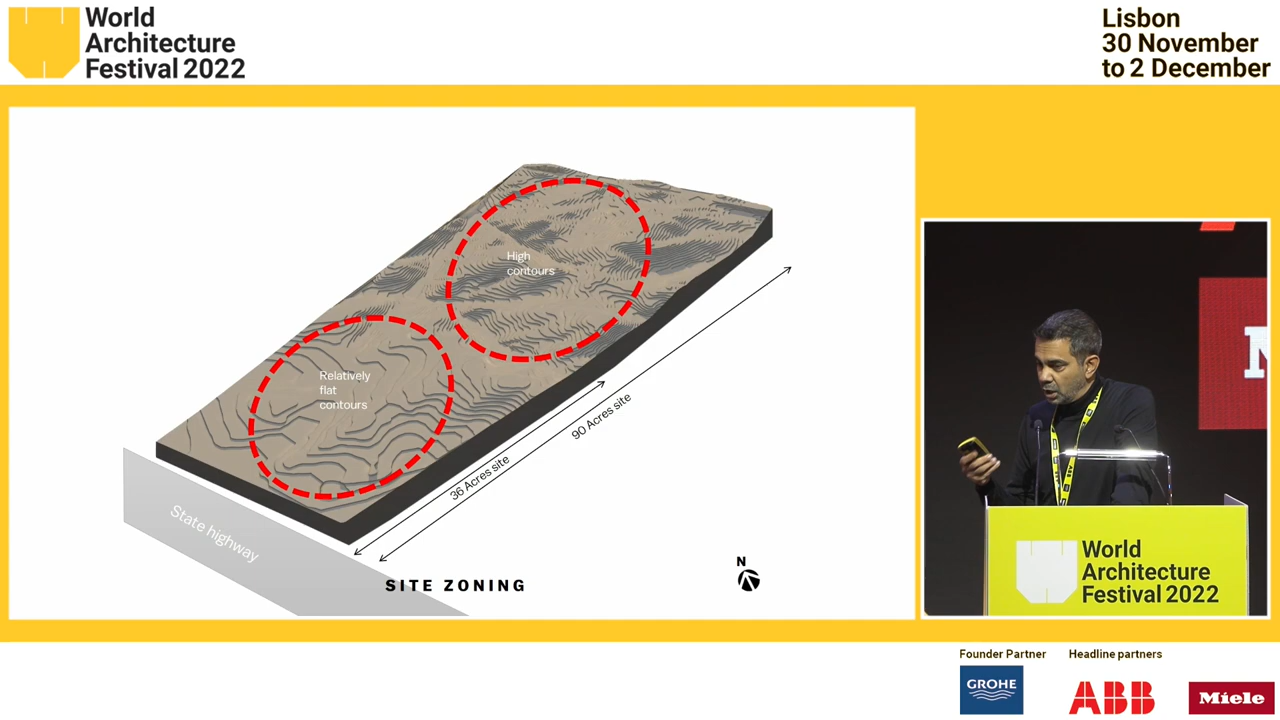 World
Architecture
Festival 2022
Lisbon
30 November
to 2 December
High
contours
Relatively
flat
contours
36 Acres site
90 Acres site
State highway
SITE ZONING
N
World
Architecture
Festival 2022
Founder Partner
Headline partners
GROHE
ABB
Miele